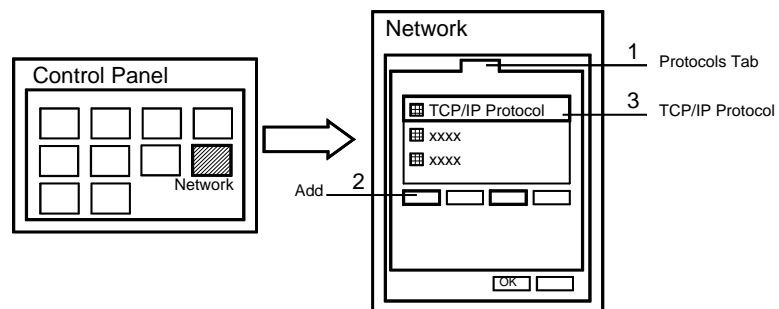 Control Panel
Network
Network
1 Protocols Tab
TCP/IP Protocol
3 TCP/IP Protocol
xxxx
xxxx
Add 2
OK